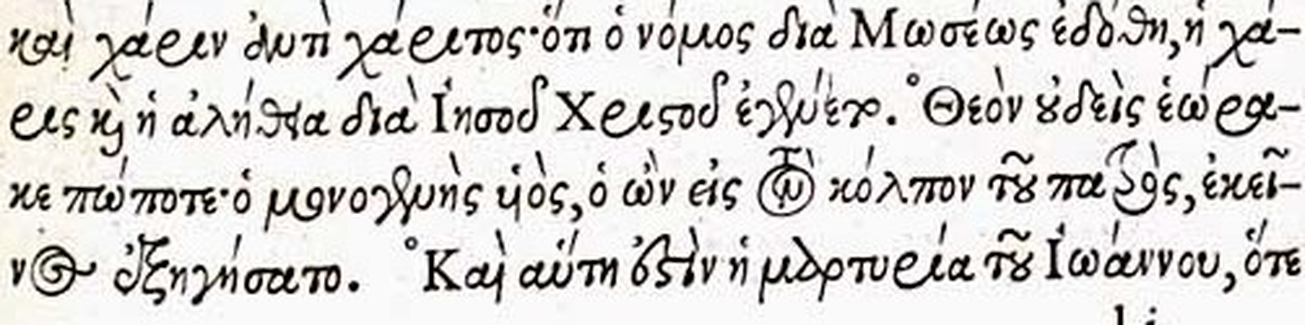 καὶ χάριν ἀντὶ χάριτος· ὅτι ὁ νόμος διὰ Μωσέως ἐδόθη, ἡ χά-
ρις κỳ ἡ ἀλήθεια διὰ Ἰησοῦ Χριστοῦ ἐγένετο. °Θεὸν οὐδεὶς ἑώρα-
κε πώποτε· ὁ μονογενὴς υἱὸς, ὁ ὢν εἰς τὸν κόλπον τοῦ πατρὸς, ἐκεῖ-
νος ἐξηγήσατο. °Καὶ αὕτη ἐστὶν ἡ μαρτυρία τοῦ Ἰωάννου, ὅτε